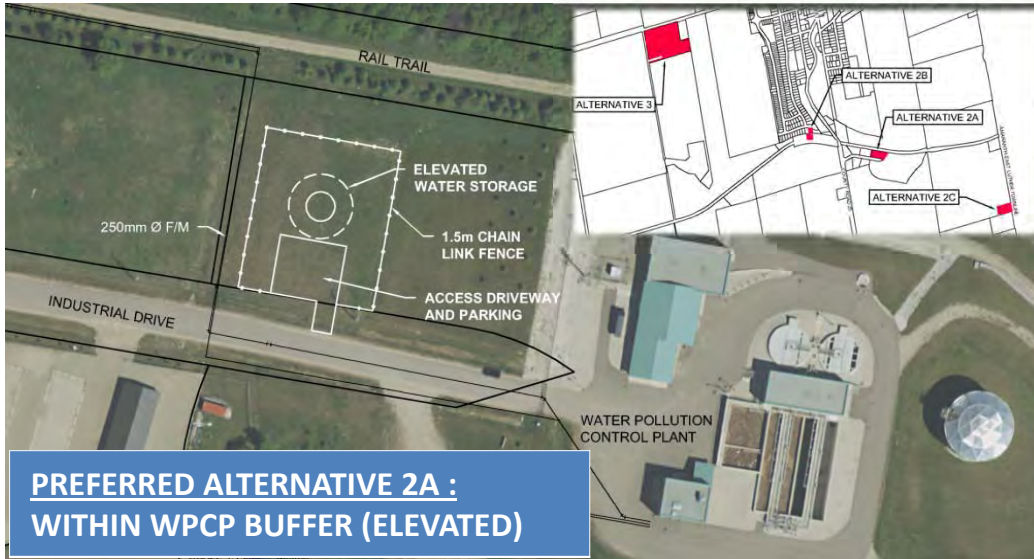 RAIL TRAIL
ELEVATED
WATER STORAGE
250mm Ø F/M
1.5m CHAIN
LINK FENCE
ACCESS DRIVEWAY
AND PARKING
INDUSTRIAL DRIVE
WATER POLLUTION
CONTROL PLANT
ALTERNATIVE 3
ALTERNATIVE 2B
ALTERNATIVE 2A
ALTERNATIVE 2C
PREFERRED ALTERNATIVE 2A :
WITHIN WPCP BUFFER (ELEVATED)